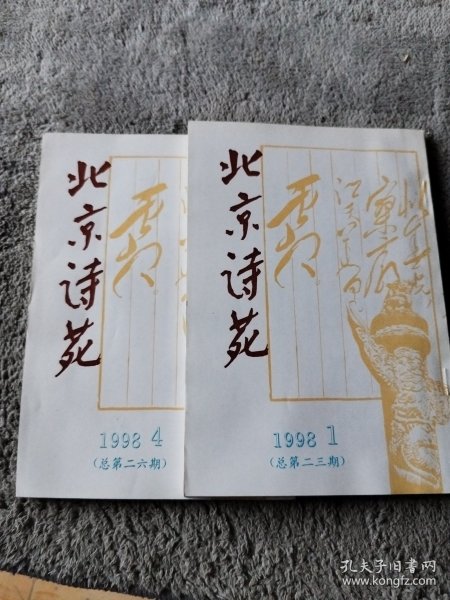 北京诗苑
1998 4
(总第二六期)
北京诗苑
1998 1
(总第二三期)
孔夫子旧书网
www.kongfz.com